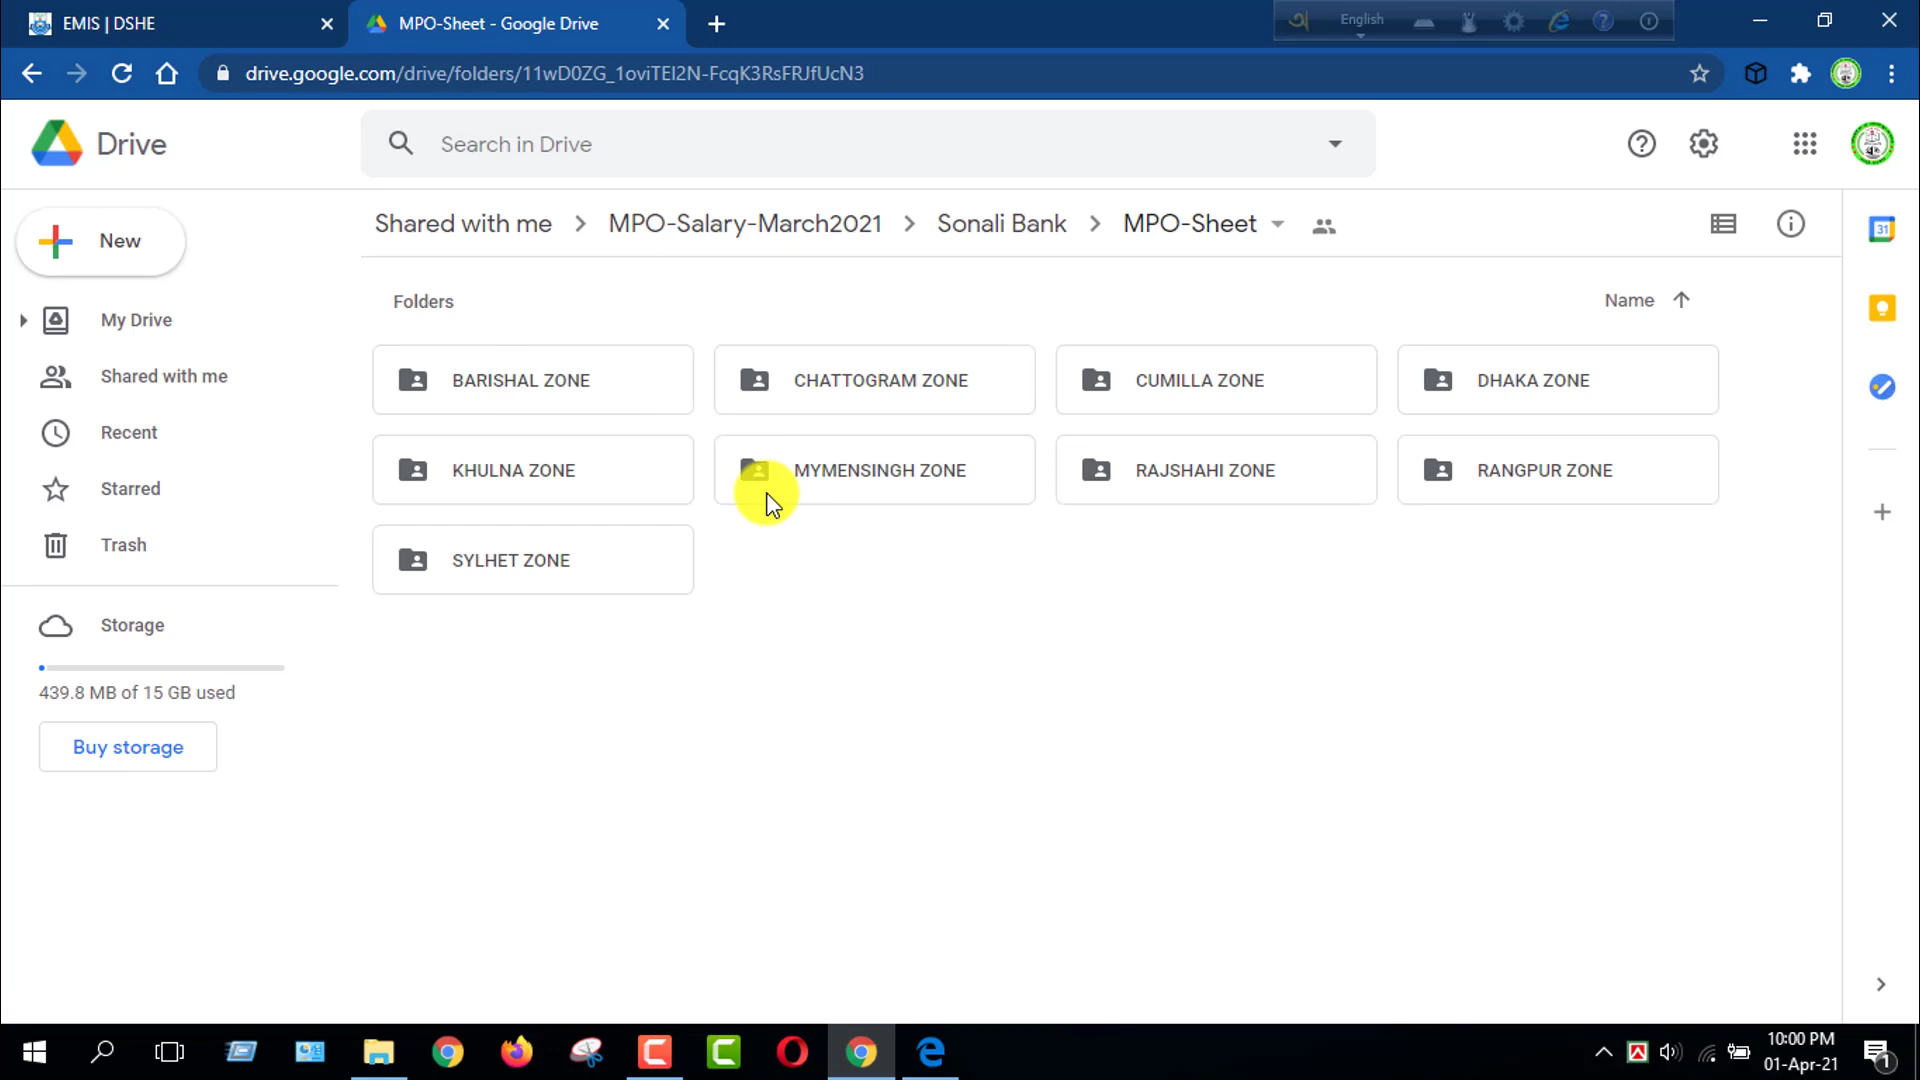 EMIS | DSHE
MPO-Sheet - Google Drive
English
drive.google.com/drive/folders/11wD0ZG_1oviTEI2N-FcqK3RsFRJfUcN3
Drive
Search in Drive
New
Shared with me
MPO-Salary-March2021
Sonali Bank
MPO-Sheet
31
Folders
Name
My Drive
Shared with me
Recent
Starred
Trash
BARISHAL ZONE
CHATTOGRAM ZONE
CUMILLA ZONE
DHAKA ZONE
KHULNA ZONE
MYMENSINGH ZONE
RAJSHAHI ZONE
RANGPUR ZONE
SYLHET ZONE
Storage
439.8 MB of 15 GB used
Buy storage
10:00 PM
01-Apr-21
1